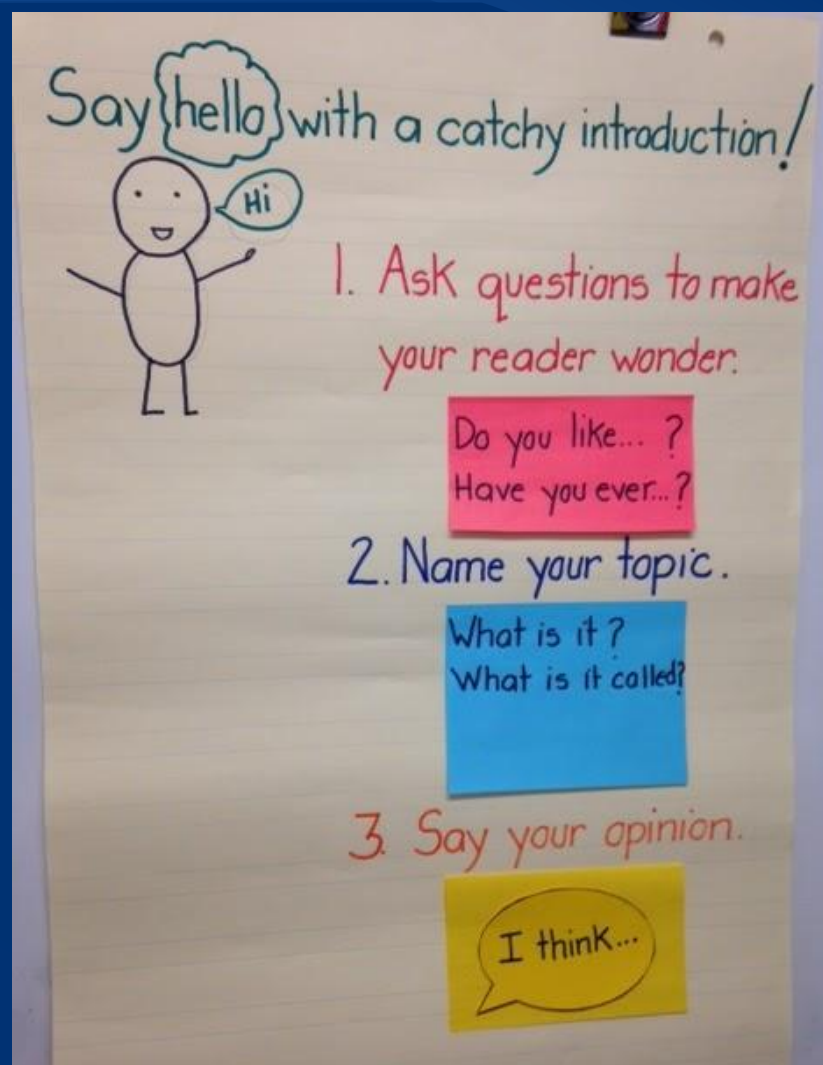 Say hello with a catchy introduction!
Hi
1. Ask questions to make
your reader wonder.
Do you like... ?
Have you ever...?
2. Name your topic.
What is it?
What is it called?
3. Say your opinion.
I think...